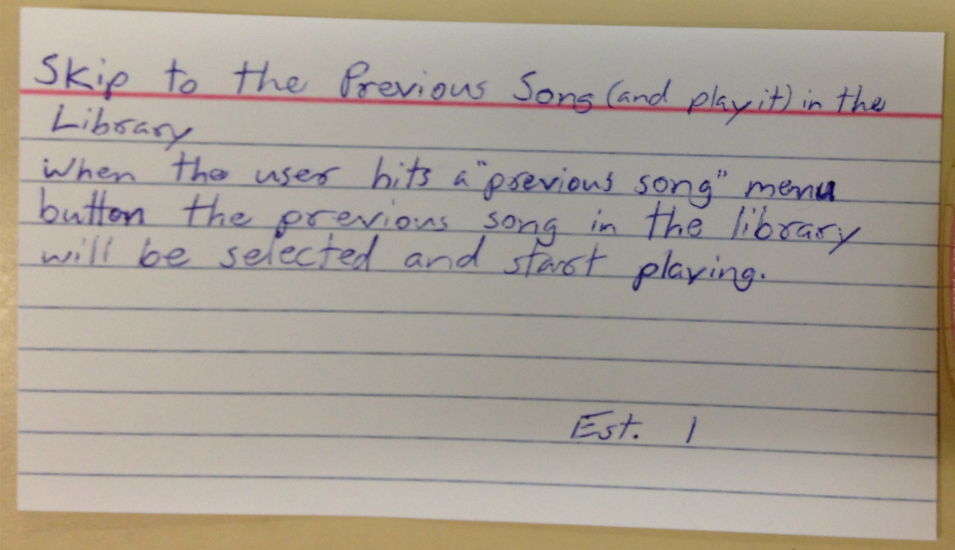 Skip to the Previous Song (and play it) in the
Library
when the user hits a "previous song" menu
button the previous song in the library
will be selected and start playing.
Est. 1